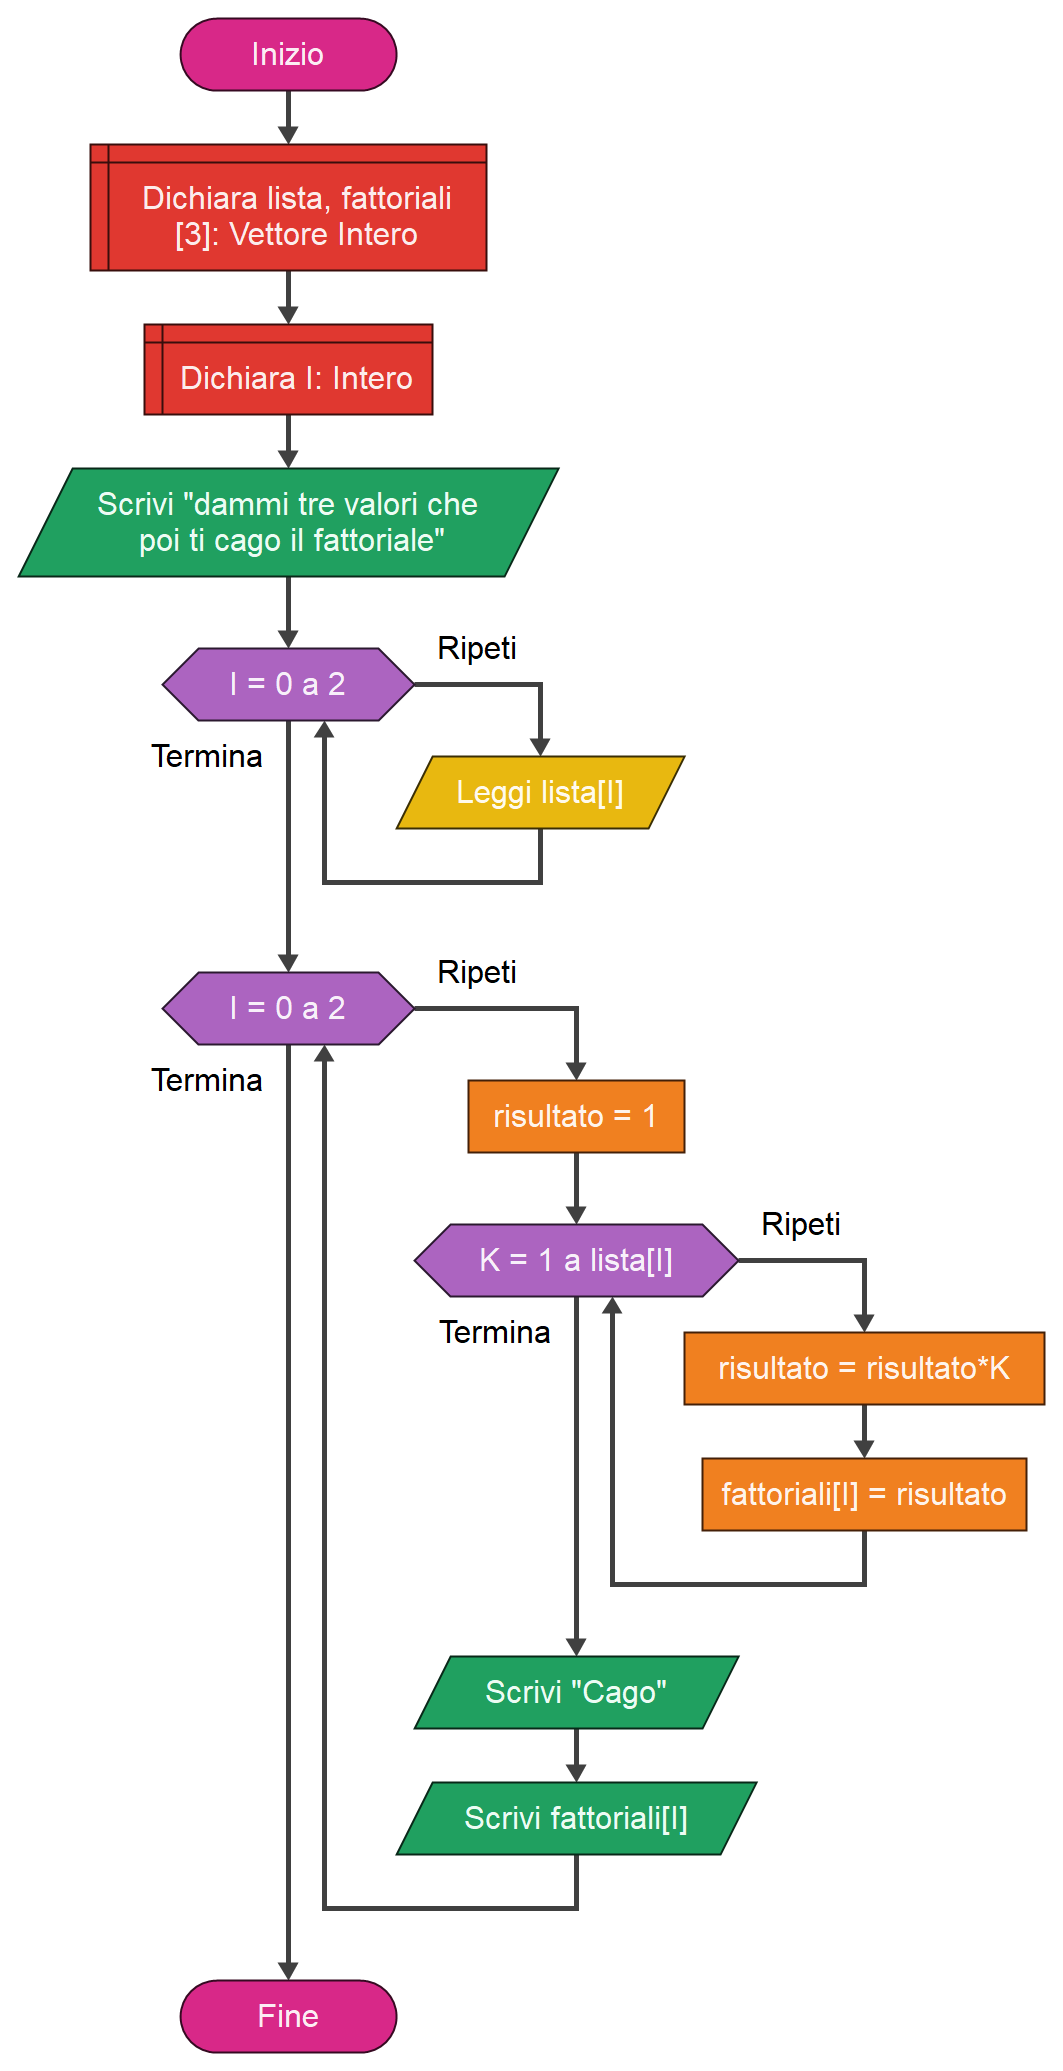 Inizio
Dichiara lista, fattoriali
[3]: Vettore Intero
Dichiara I: Intero
Scrivi "dammi tre valori che
poi ti cago il fattoriale"
I = 0 a 2
Ripeti
Termina
Leggi lista[I]
I = 0 a 2
Ripeti
Termina
risultato = 1
K = 1 a lista[I]
Ripeti
Termina
risultato = risultato*K
fattoriali[I] = risultato
Scrivi "Cago"
Scrivi fattoriali[I]
Fine